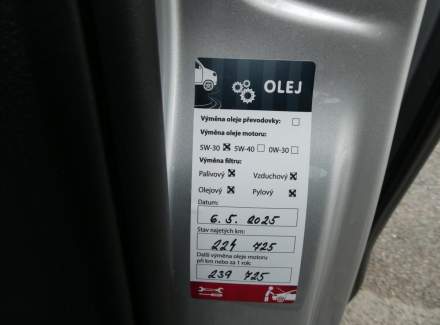 OLEJ
Výměna oleje převodovky: ☐
Výměna oleje motoru:
5W-30 ☒ 5W-40 ☐ 0W-30 ☐
Výměna filtru:
Palivový ☒ Vzduchový ☒
Olejový ☒ Pylový ☒
Datum:
6. 5. 2025
Stav najetých km:
224 725
Další výměna oleje motoru
při km nebo za 1 rok:
239 725